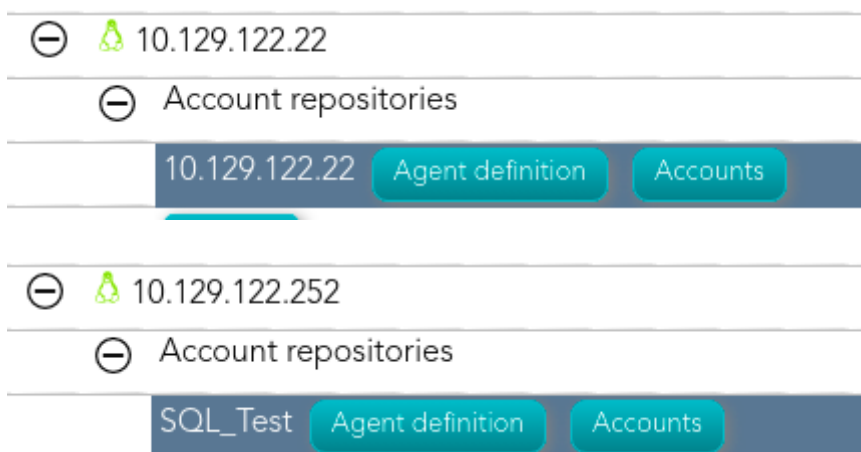 10.129.122.22
Account repositories
10.129.122.22 Agent definition Accounts
10.129.122.252
Account repositories
SQL_Test Agent definition Accounts